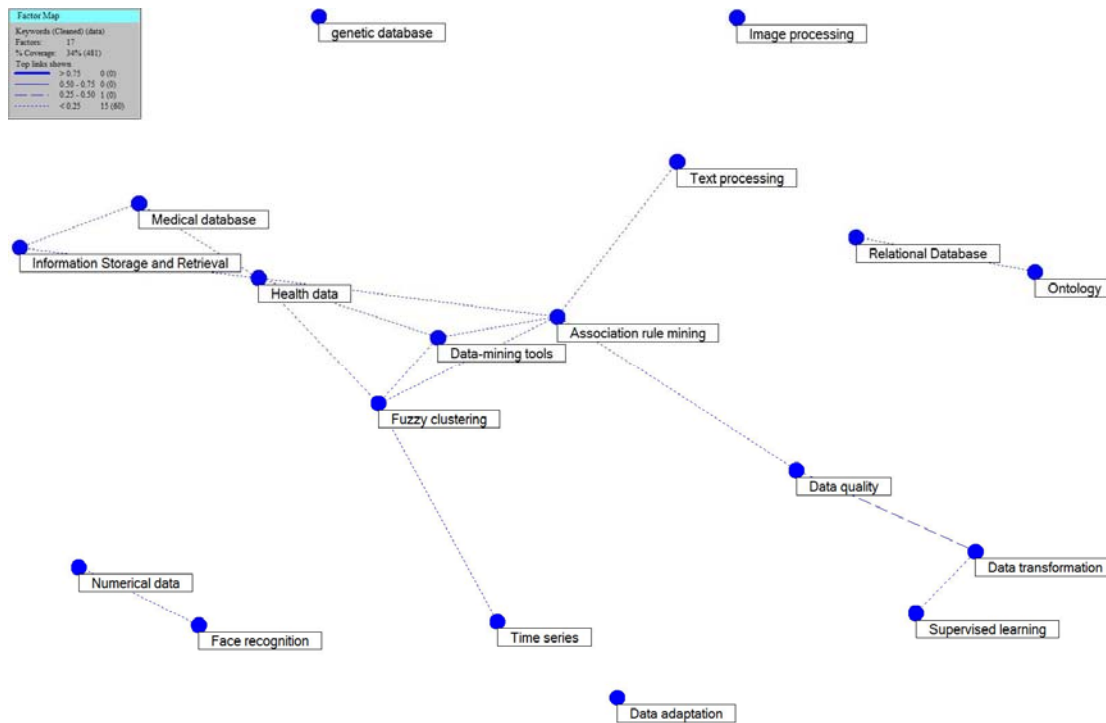 Factor Map
Keywords (Cleaned) (data)
Factors: 17
% Coverage: 34% (481)
Top links shown
> 0.75 0 (0)
0.50 - 0.75 0 (0)
0.25 - 0.50 1 (0)
< 0.25 15 (60)
genetic database
Image processing
Text processing
Medical database
Information Storage and Retrieval
Relational Database
Ontology
Health data
Association rule mining
Data-mining tools
Fuzzy clustering
Data quality
Data transformation
Numerical data
Supervised learning
Face recognition
Time series
Data adaptation